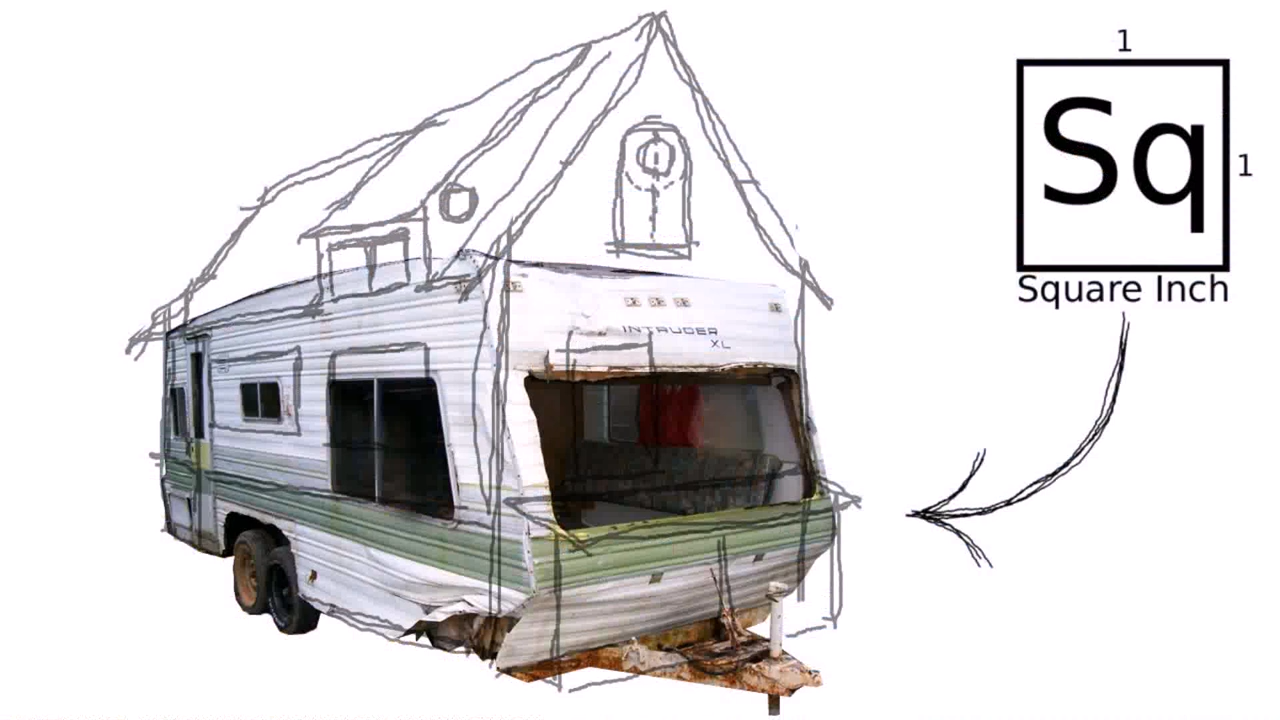 1
Sq
1
Square Inch
INTRUDER
XL